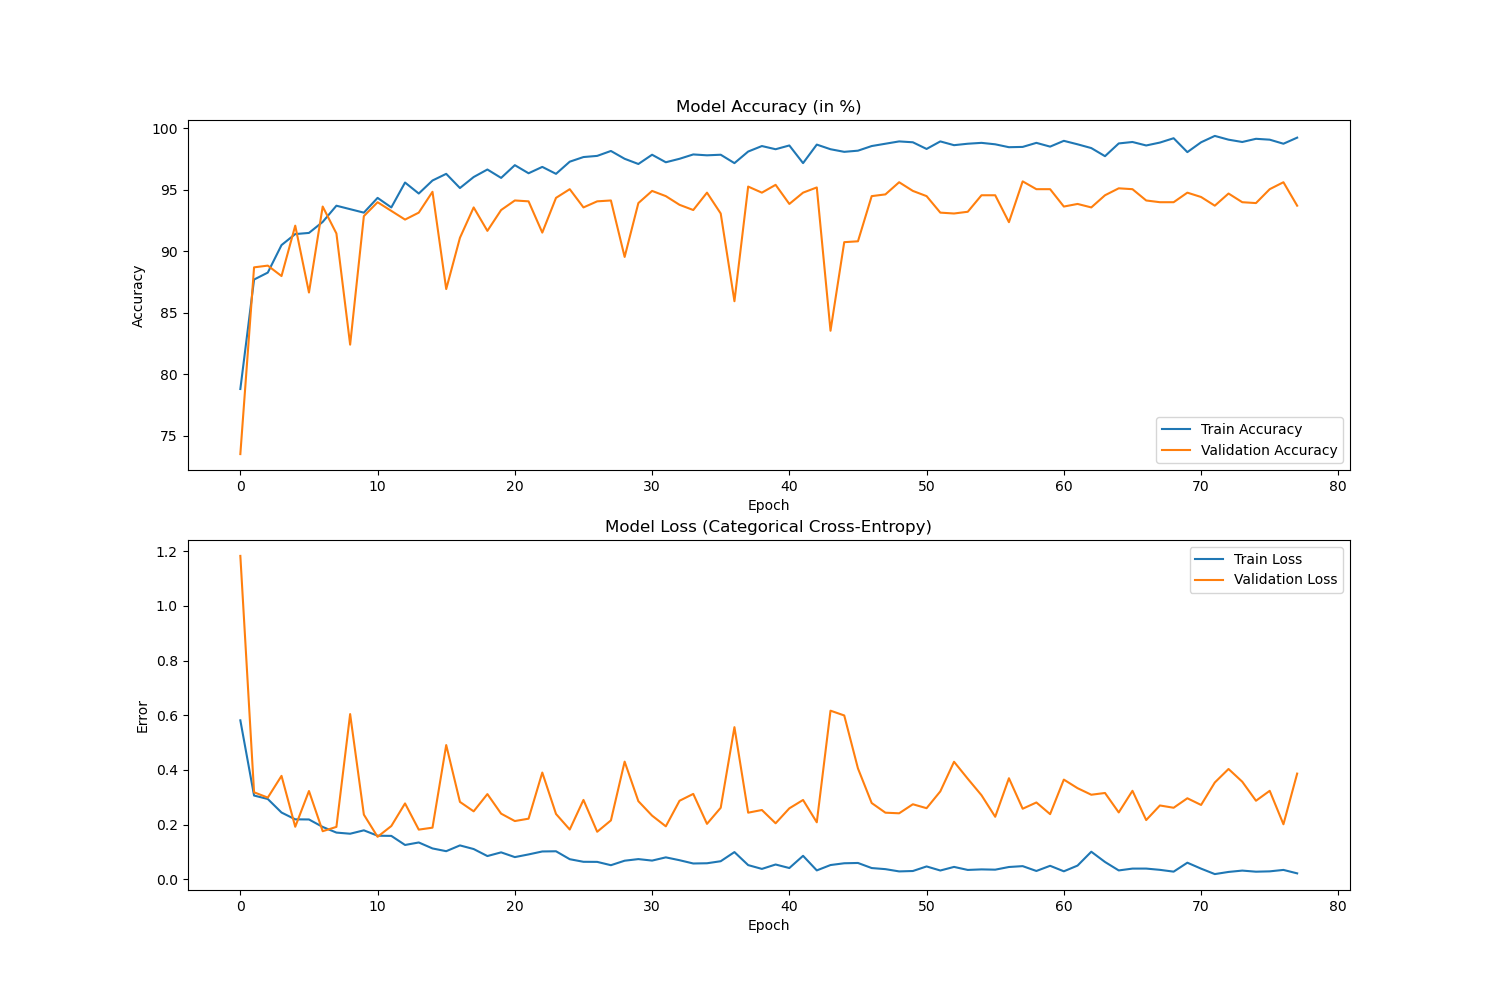 Model Accuracy (in %)
100
95
90
85
80
75
Accuracy
Train Accuracy
Validation Accuracy
0 10 20 30 40 50 60 70 80
Epoch
Model Loss (Categorical Cross-Entropy)
1.2
1.0
0.8
0.6
0.4
0.2
0.0
Error
Train Loss
Validation Loss
0 10 20 30 40 50 60 70 80
Epoch